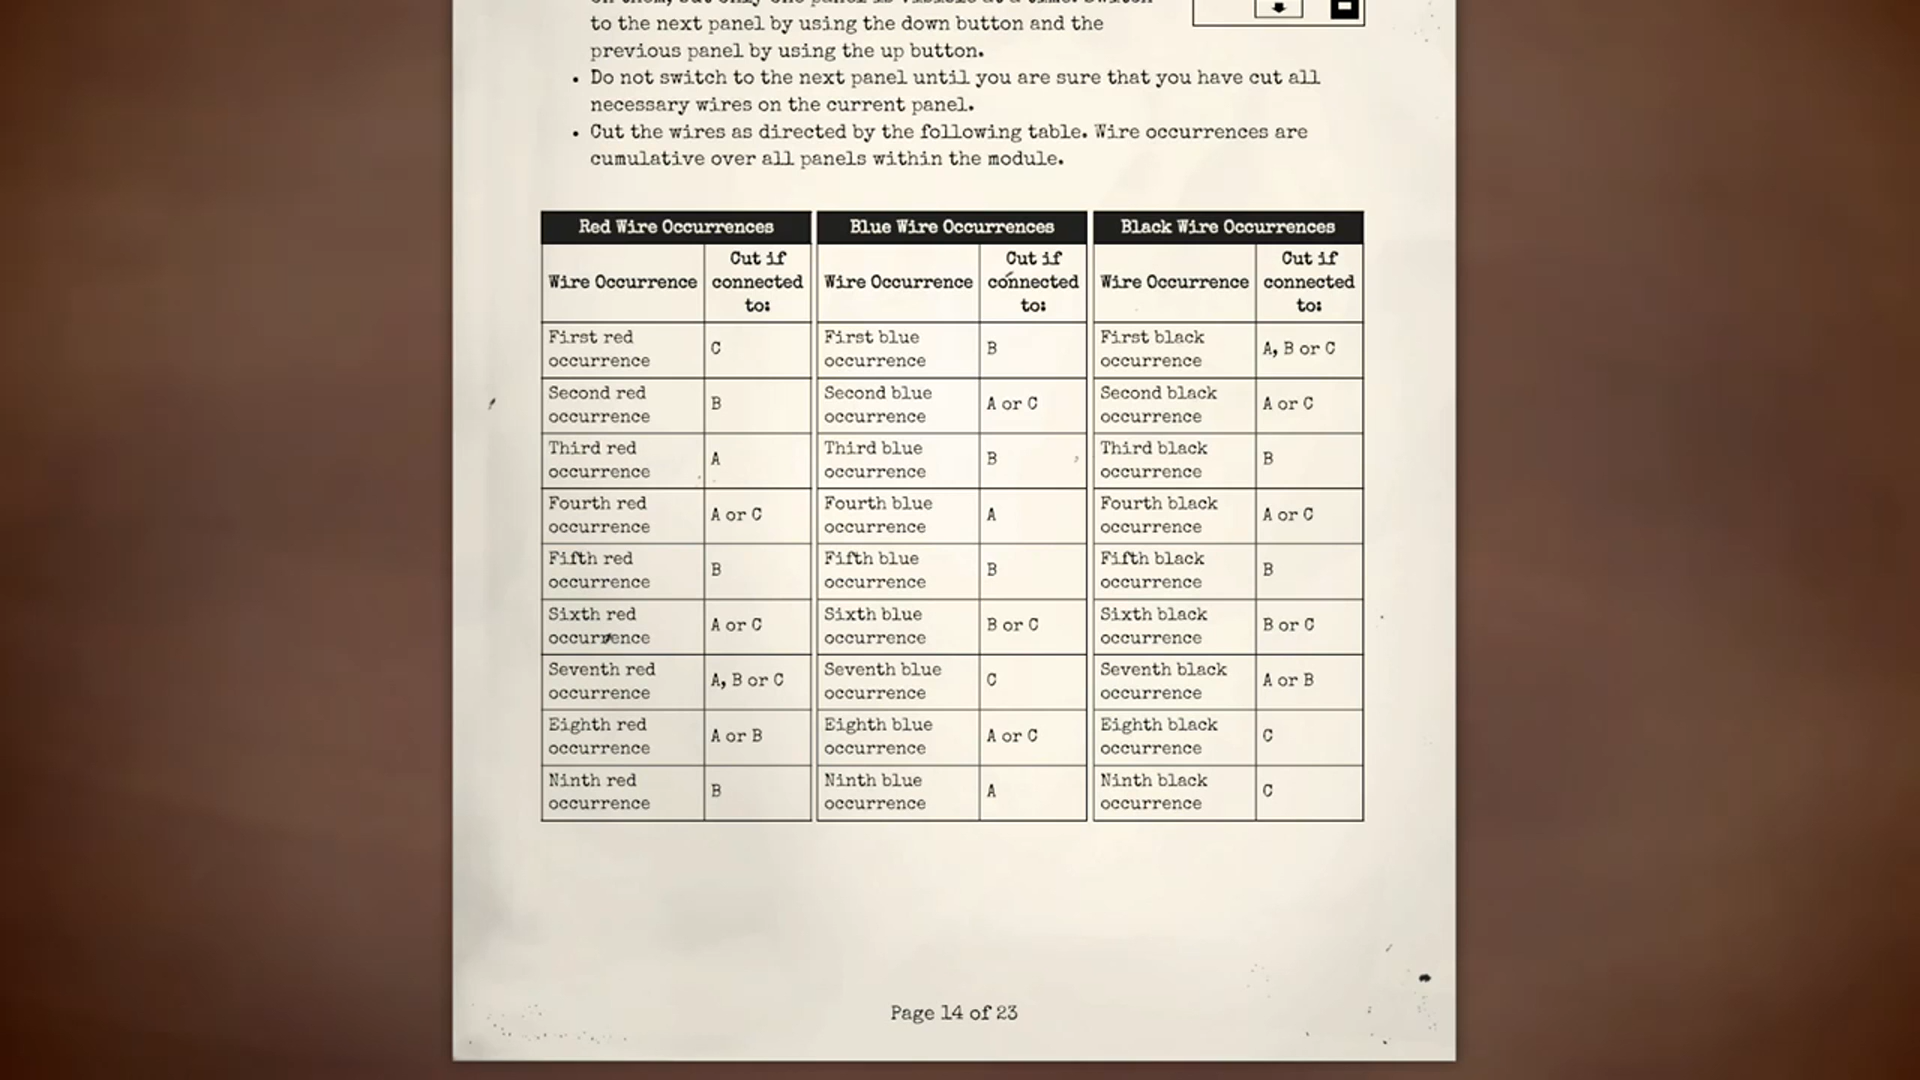 to the next panel by using the down button and the
previous panel by using the up button.
• Do not switch to the next panel until you are sure that you have cut all
necessary wires on the current panel.
• Cut the wires as directed by the following table. Wire occurrences are
cumulative over all panels within the module.
Red Wire Occurrences
Wire Occurrence
Cut if
connected
to:
First red
occurrence
C
Second red
occurrence
B
Third red
occurrence
A
Fourth red
occurrence
A or C
Fifth red
occurrence
B
Sixth red
occurrence
A or C
Seventh red
occurrence
A, B or C
Eighth red
occurrence
A or B
Ninth red
occurrence
B
Blue Wire Occurrences
Wire Occurrence
Cut if
connected
to:
First blue
occurrence
B
Second blue
occurrence
A or C
Third blue
occurrence
B
Fourth blue
occurrence
A
Fifth blue
occurrence
B
Sixth blue
occurrence
B or C
Seventh blue
occurrence
C
Eighth blue
occurrence
A or C
Ninth blue
occurrence
A
Black Wire Occurrences
Wire Occurrence
Cut if
connected
to:
First black
occurrence
A, B or C
Second black
occurrence
A or C
Third black
occurrence
B
Fourth black
occurrence
A or C
Fifth black
occurrence
B
Sixth black
occurrence
B or C
Seventh black
occurrence
A or B
Eighth black
occurrence
C
Ninth black
occurrence
C
Page 14 of 23